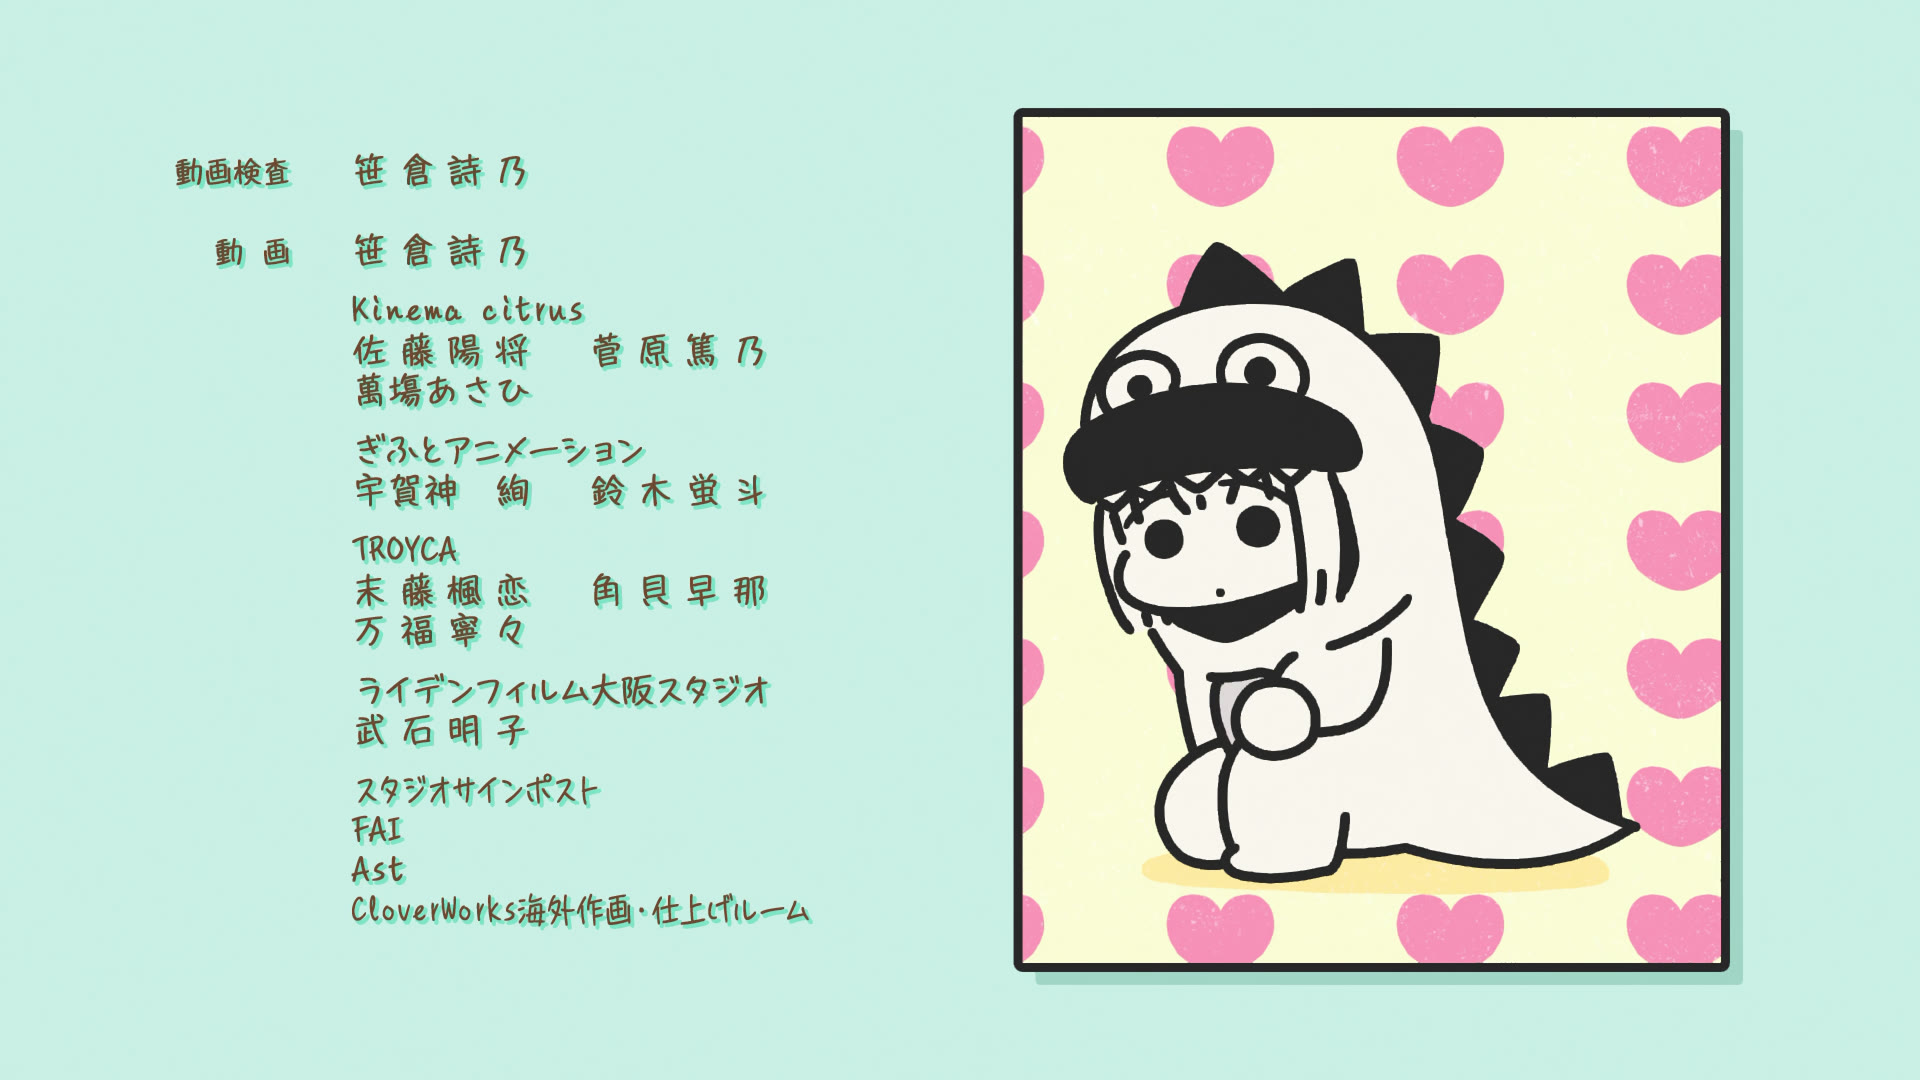 動画検査 笹倉詩乃
動画 笹倉詩乃
Kinema citrus
佐藤陽将 菅原篤乃
萬塲あさひ
ぎふとアニメーション
宇賀神 絢 鈴木蛍斗
TROYCA
末藤楓恋 角貝早那
万福寧々
ライデンフィルム大阪スタジオ
武石明子
スタジオサインポスト
FAI
Ast
CloverWorks海外作画・仕上げルーム